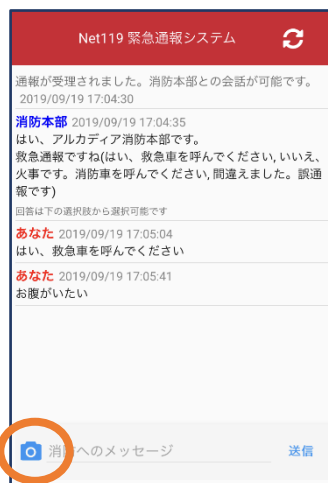 Net119 緊急通報システム
通報が受理されました。消防本部との会話が可能です。
2019/09/19 17:04:30
消防本部 2019/09/19 17:04:35
はい、アルカディア消防本部です。
救急通報ですね(はい、救急車を呼んでください, いいえ、
火事です。消防車を呼んでください, 間違えました。誤通
報です)
回答は下の選択肢から選択可能です
あなた 2019/09/19 17:05:04
はい、救急車を呼んでください
あなた 2019/09/19 17:05:41
お腹がいたい
消防へのメッセージ 送信